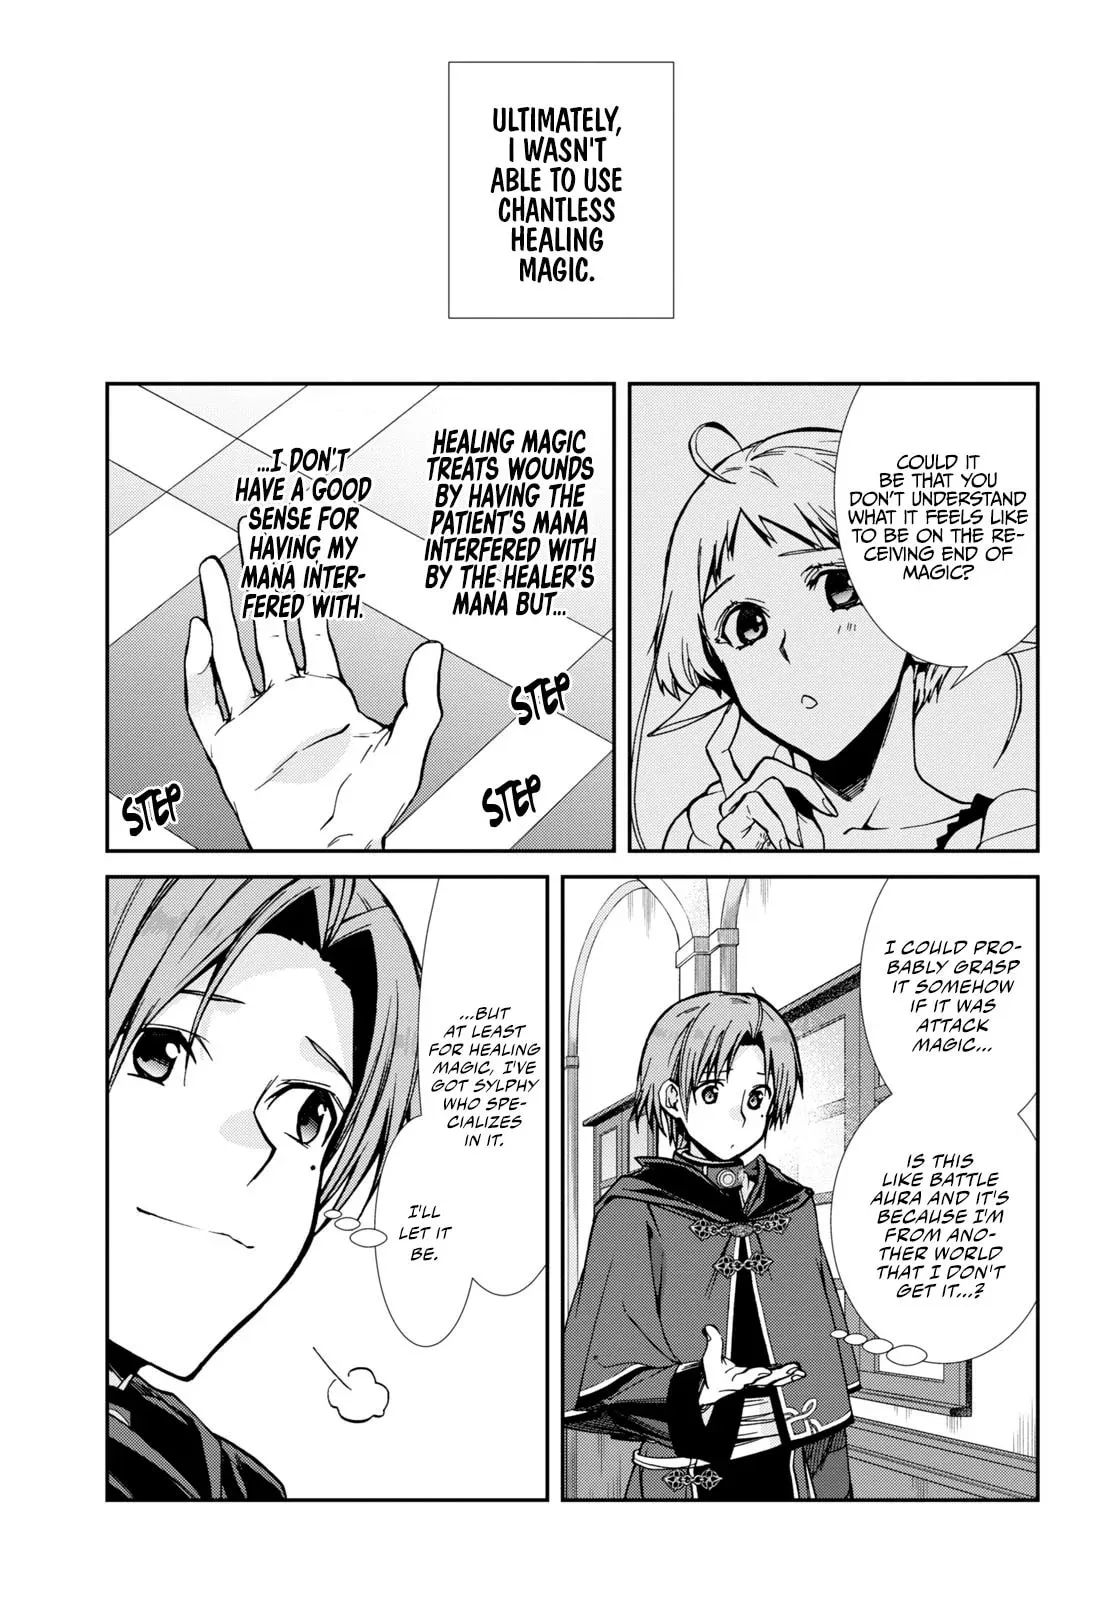 ULTIMATELY,
I WASN'T
ABLE TO USE
CHANTLESS
HEALING
MAGIC.
COULD IT
BE THAT YOU
DON'T UNDERSTAND
WHAT IT FEELS LIKE
TO BE ON THE RE-
CEIVING END OF
MAGIC?
HEALING MAGIC
TREATS WOUNDS
BY HAVING THE
PATIENT'S MANA
INTERFERED WITH
BY THE HEALER'S
MANA BUT...
...I DON'T
HAVE A GOOD
SENSE FOR
HAVING MY
MANA INTER-
FERED WITH.
STEP
STEP
STEP
I COULD PRO-
BABLY GRASP
IT SOMEHOW
IF IT WAS
ATTACK
MAGIC...
IS THIS
LIKE BATTLE
AURA AND IT'S
BECAUSE I'M
FROM ANO-
THER WORLD
THAT I DON'T
GET IT...?
...BUT
AT LEAST
FOR HEALING
MAGIC, I'VE
GOT SYLPHY
WHO SPE-
CIALIZES
IN IT.
I'LL
LET IT
BE.